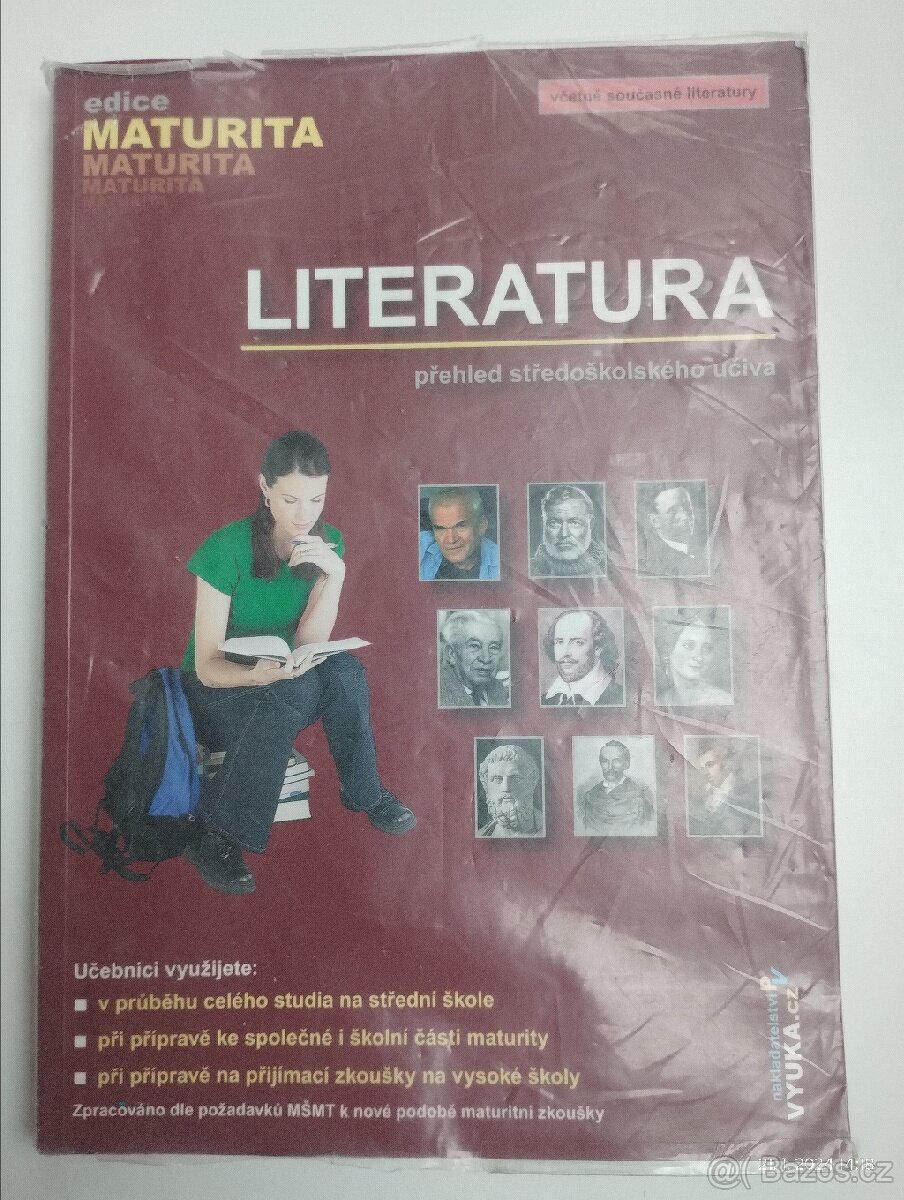 edice
MATURITA
MATURITA
MATURITA
včetně současné literatury
LITERATURA
přehled středoškolského učiva
Učebnici využijete:
v průběhu celého studia na střední škole
při přípravě ke společné i školní části maturity
při přípravě na přijímací zkoušky na vysoké školy
Zpracováno dle požadavků MŠMT k nové podobě maturitní zkoušky
nakladatelství
VYUKA.cz
Bazos.cz